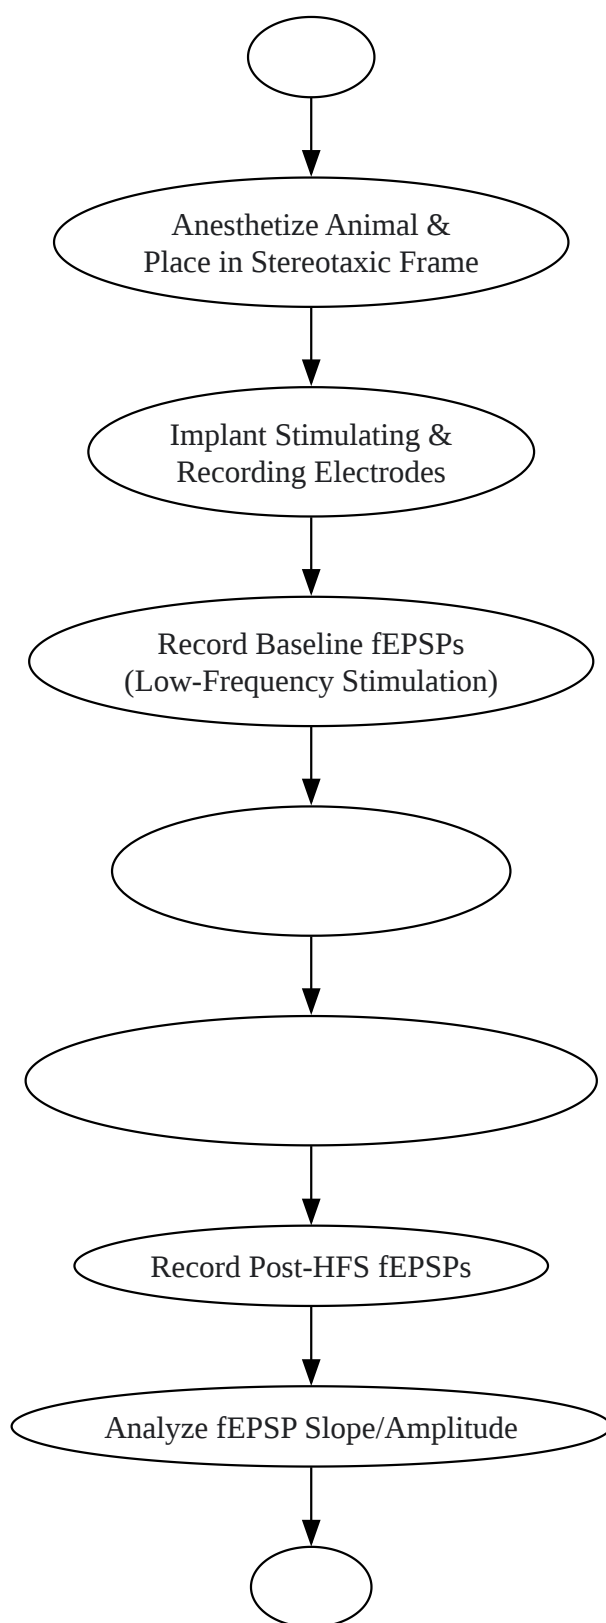 Anesthetize Animal &
Place in Stereotaxic Frame
Implant Stimulating &
Recording Electrodes
Record Baseline fEPSPs
(Low-Frequency Stimulation)
Record Post-HFS fEPSPs
Analyze fEPSP Slope/Amplitude